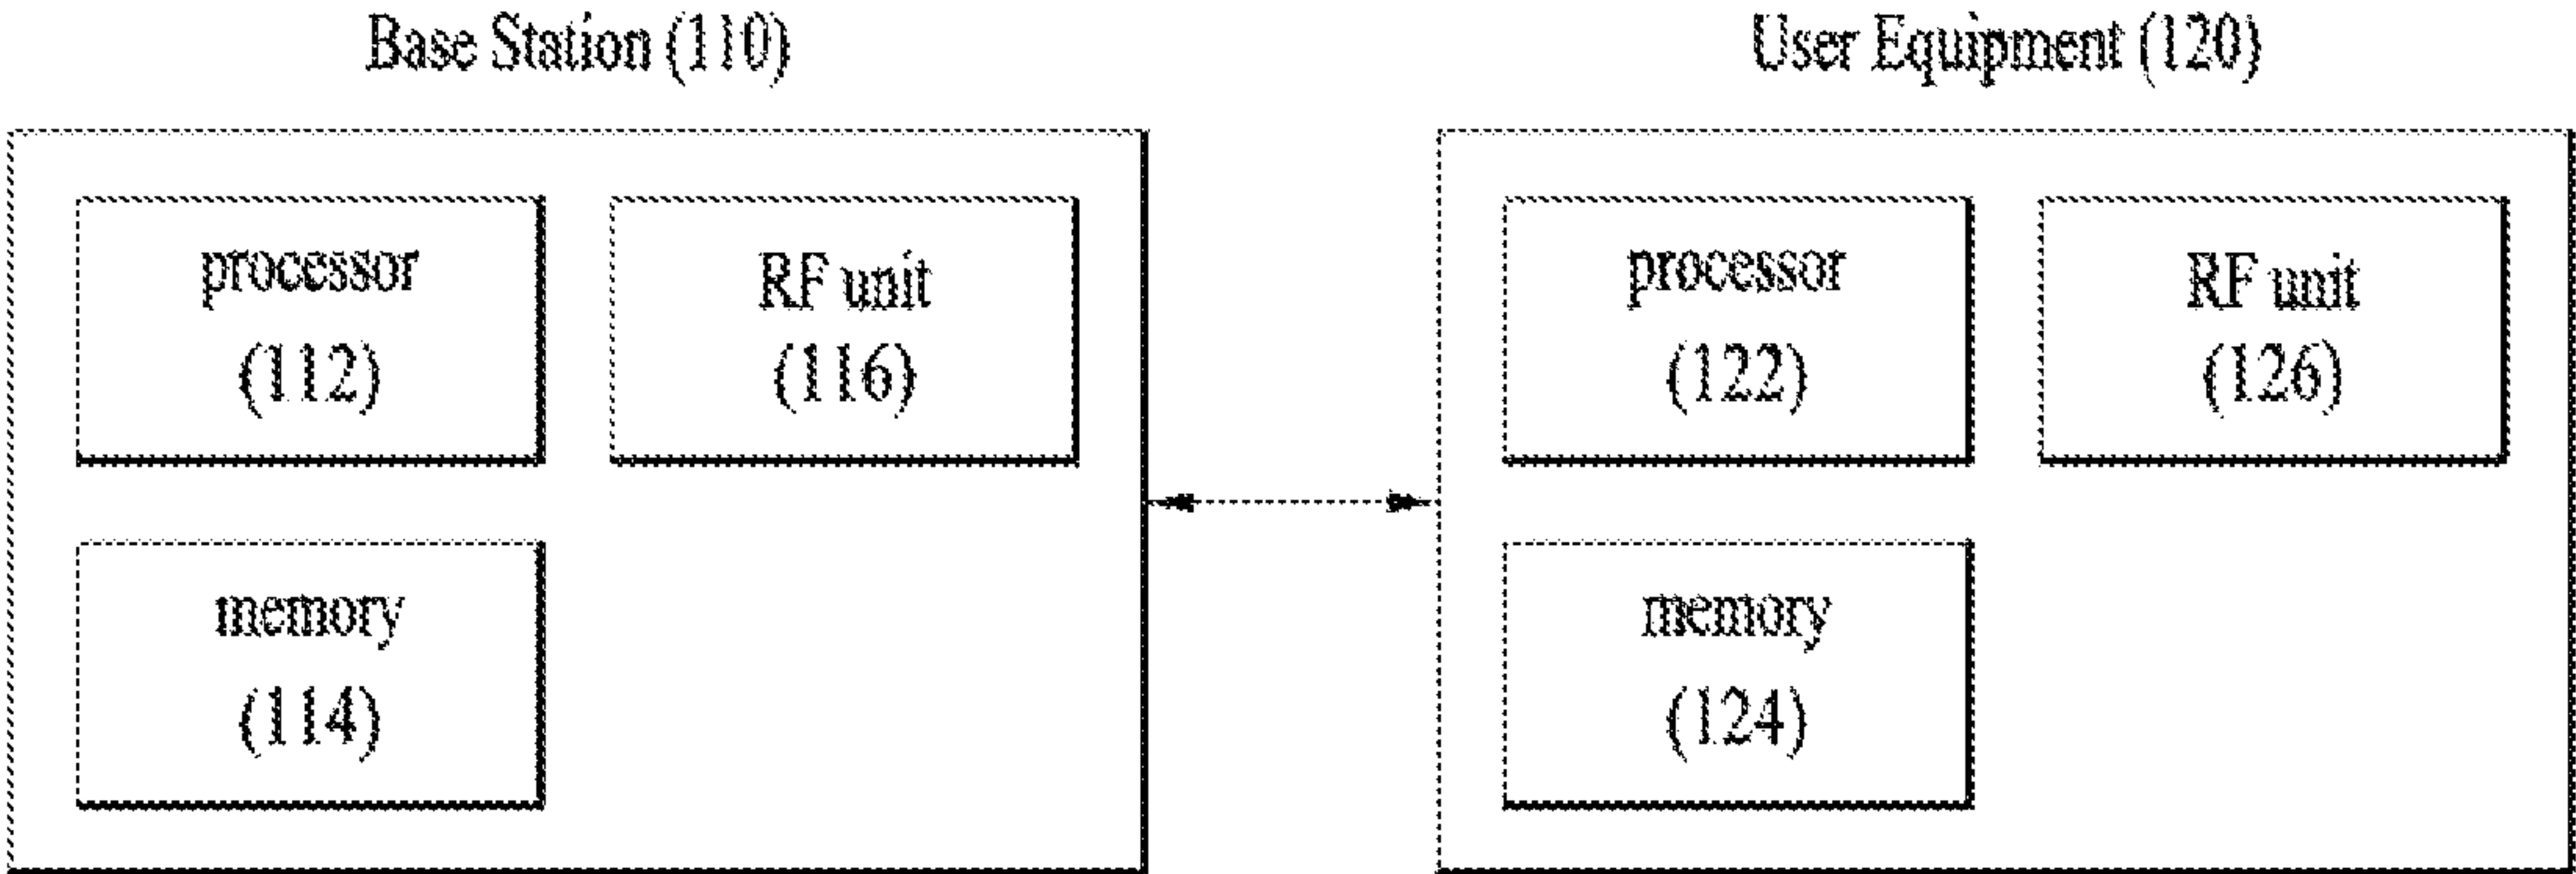 Base Station (110)
processor
(112)
RF unit
(116)
memory
(114)
User Equipment (120)
processor
(122)
RF unit
(126)
memory
(124)